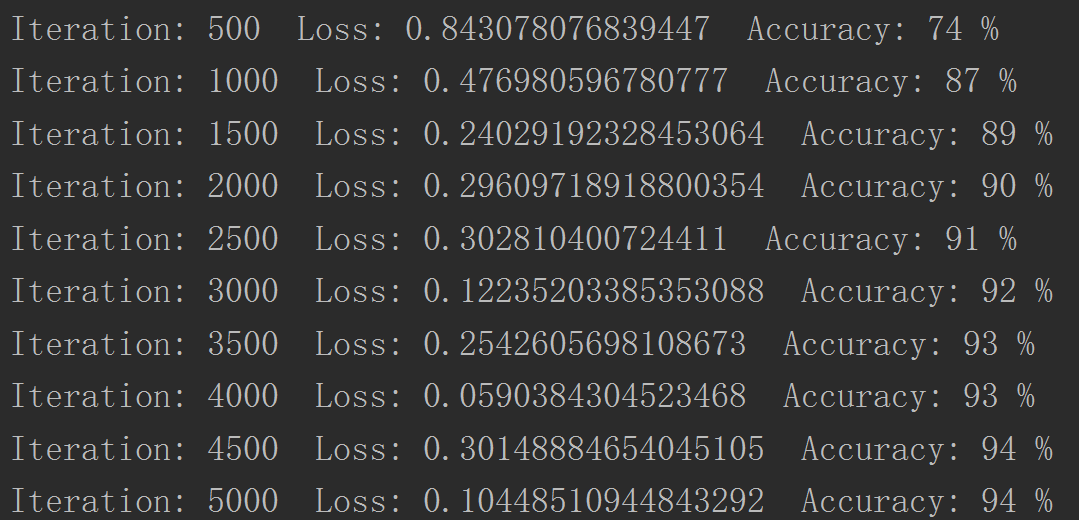 Iteration: 500  Loss: 0.843078076839447  Accuracy: 74 %
Iteration: 1000  Loss: 0.476980596780777  Accuracy: 87 %
Iteration: 1500  Loss: 0.24029192328453064  Accuracy: 89 %
Iteration: 2000  Loss: 0.29609718918800354  Accuracy: 90 %
Iteration: 2500  Loss: 0.302810400724411  Accuracy: 91 %
Iteration: 3000  Loss: 0.12235203385353088  Accuracy: 92 %
Iteration: 3500  Loss: 0.2542605698108673  Accuracy: 93 %
Iteration: 4000  Loss: 0.0590384304523468  Accuracy: 93 %
Iteration: 4500  Loss: 0.30148884654045105  Accuracy: 94 %
Iteration: 5000  Loss: 0.10448510944843292  Accuracy: 94 %